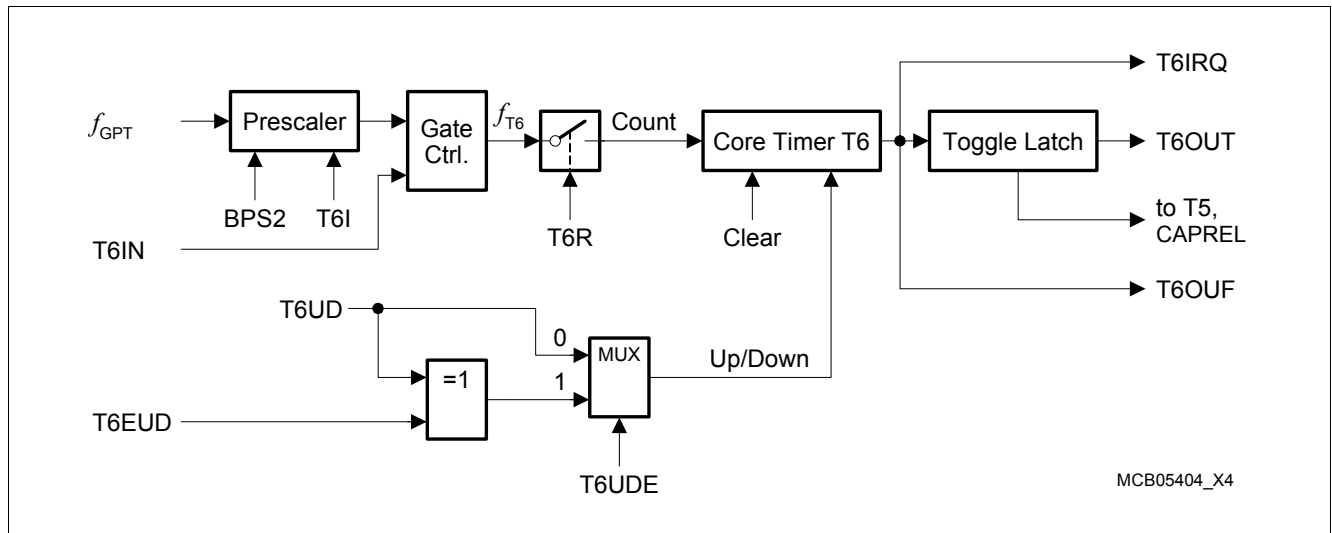 T6IRQ
fGPT
Prescaler
Gate
Ctrl.
fT6
Count
Core Timer T6
Toggle Latch
T6OUT
BPS2
T6I
T6IN
T6R
Clear
to T5,
CAPREL
T6OUF
T6UD
0
MUX
Up/Down
=1
1
T6EUD
T6UDE
MCB05404_X4